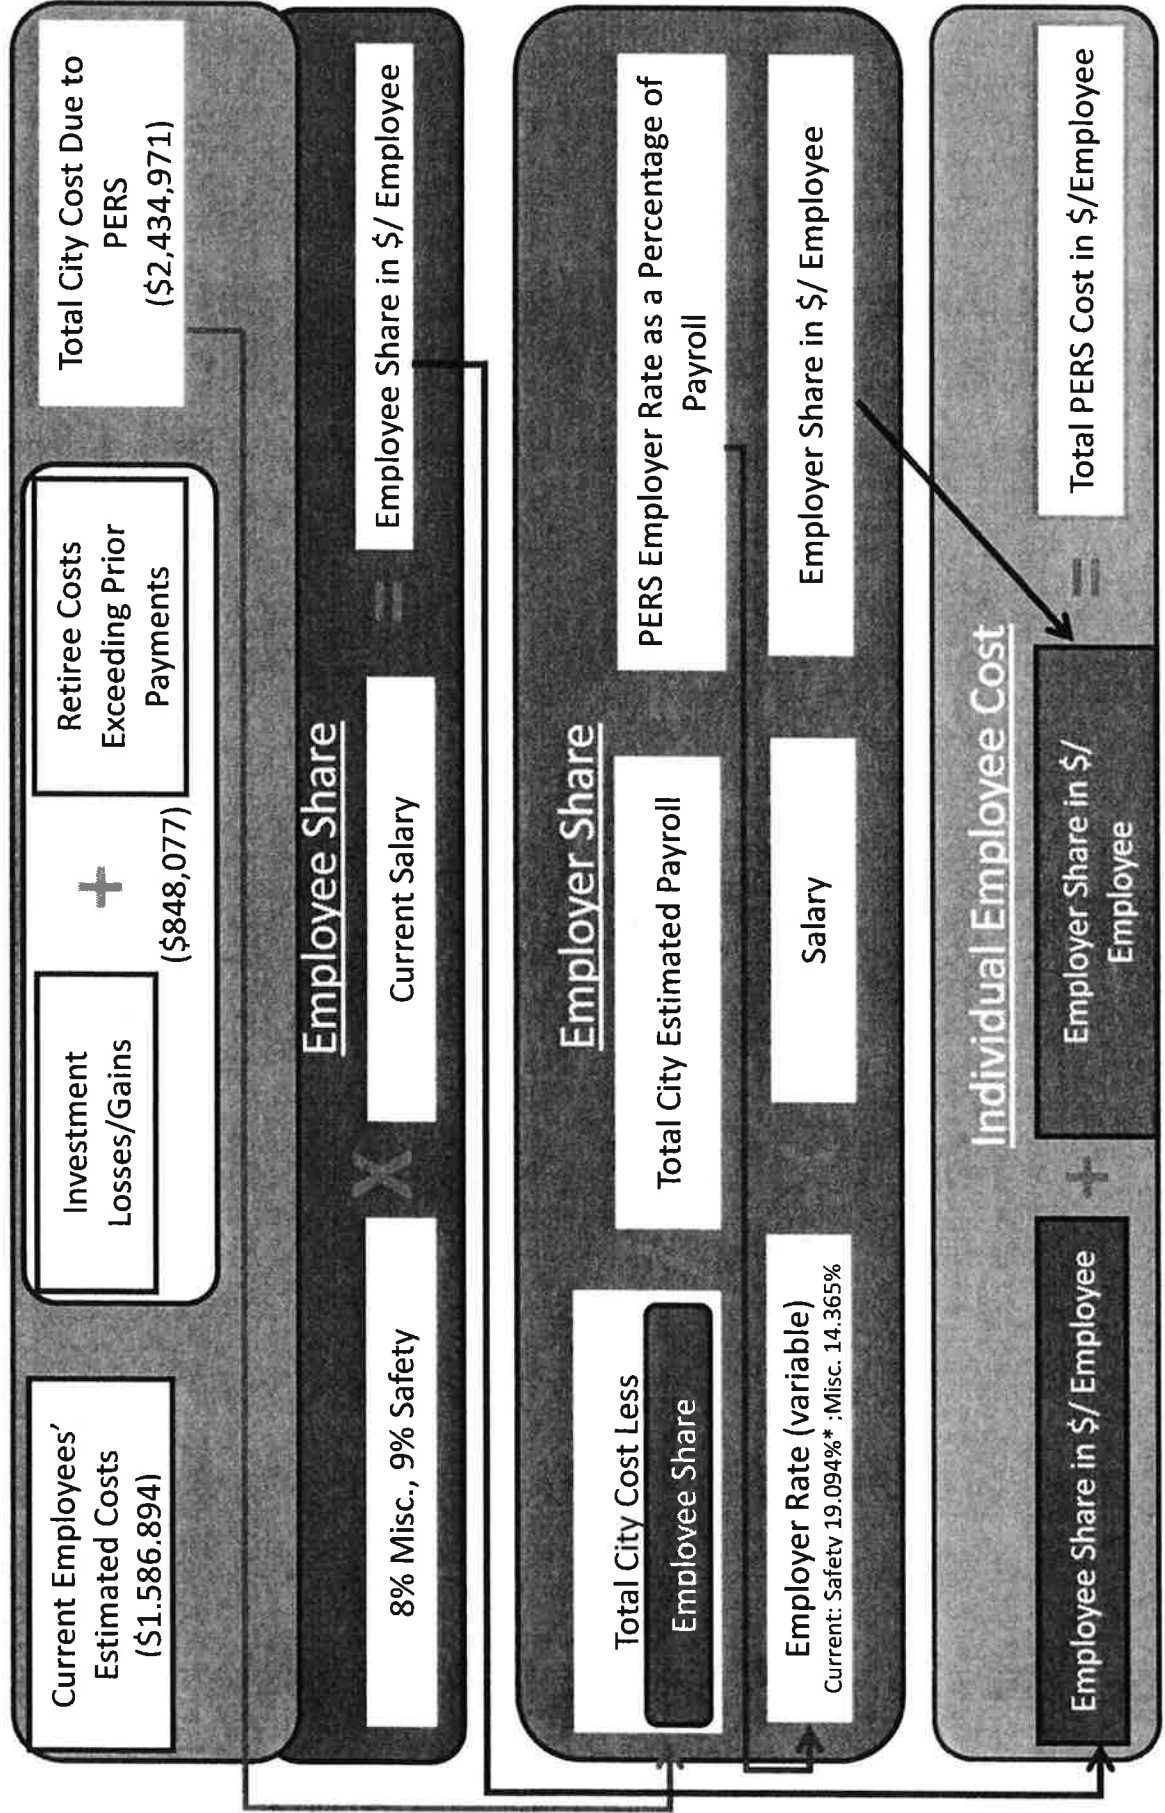 Current Employees'
Estimated Costs
($1.586.894)
Investment
Losses/Gains
+
($848,077)
Retiree Costs
Exceeding Prior
Payments
Total City Cost Due to
PERS
($2,434,971)
Employee Share
8% Misc., 9% Safety
X
Current Salary
=
Employee Share in $/ Employee
Employer Share
Total City Cost Less
Employee Share
Total City Estimated Payroll
PERS Employer Rate as a Percentage of
Payroll
Employer Rate (variable)
Current: Safety 19.094%* ;Misc. 14.365%
Salary
Employer Share in $/ Employee
Individual Employee Cost
Employee Share in $/ Employee
+
Employer Share in $/
Employee
=
Total PERS Cost in $/Employee